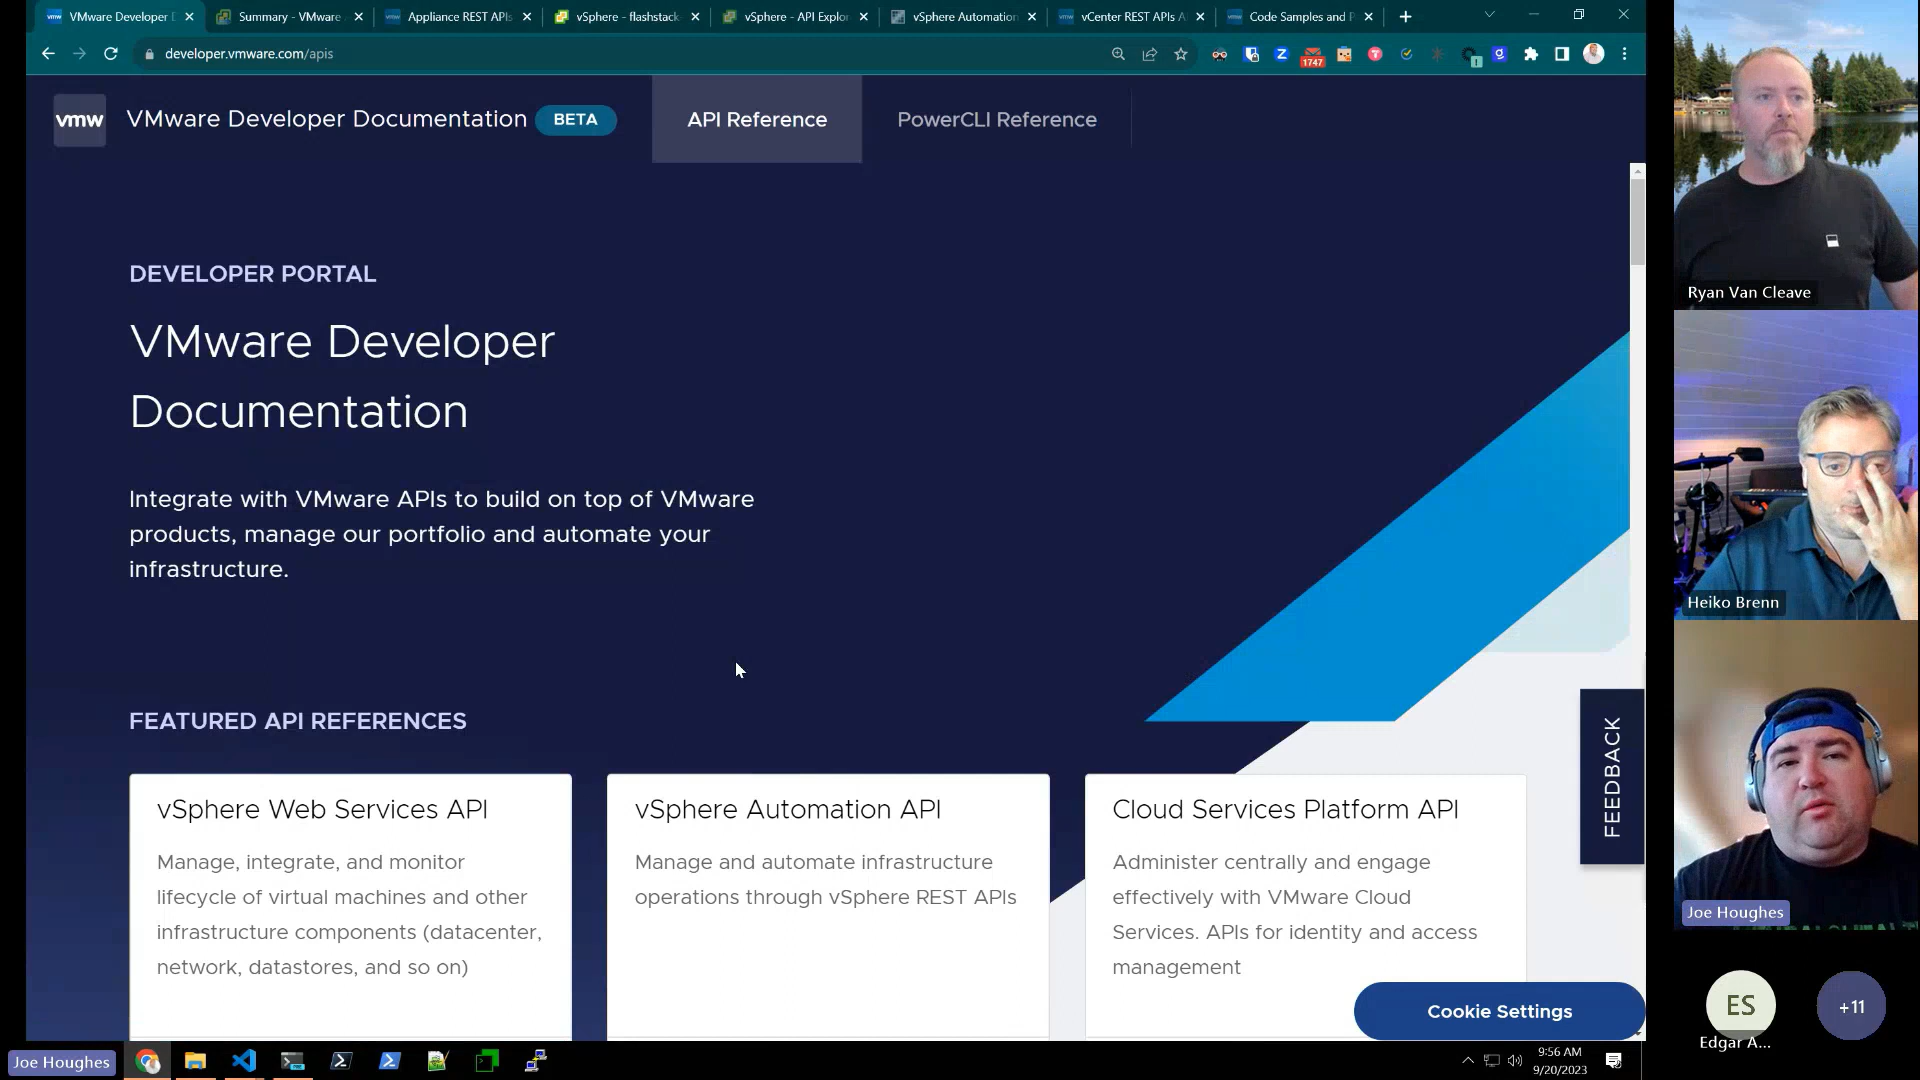 VMware Developer D
Summary - VMware
Appliance REST APIs
vSphere - flashstack
vSphere - API Explor
vSphere Automation
vCenter REST APIs A
Code Samples and P
developer.vmware.com/apis
1747
1
vmw
VMware Developer Documentation
BETA
API Reference
PowerCLI Reference
DEVELOPER PORTAL
VMware Developer
Documentation
Integrate with VMware APIs to build on top of VMware
products, manage our portfolio and automate your
infrastructure.
FEATURED API REFERENCES
vSphere Web Services API
Manage, integrate, and monitor
lifecycle of virtual machines and other
infrastructure components (datacenter,
network, datastores, and so on)
vSphere Automation API
Manage and automate infrastructure
operations through vSphere REST APIs
Cloud Services Platform API
Administer centrally and engage
effectively with VMware Cloud
Services. APIs for identity and access
management
FEEDBACK
Cookie Settings
Ryan Van Cleave
Heiko Brenn
Joe Houghes
ES
Edgar A...
+11
Joe Houghes
9:56 AM
9/20/2023